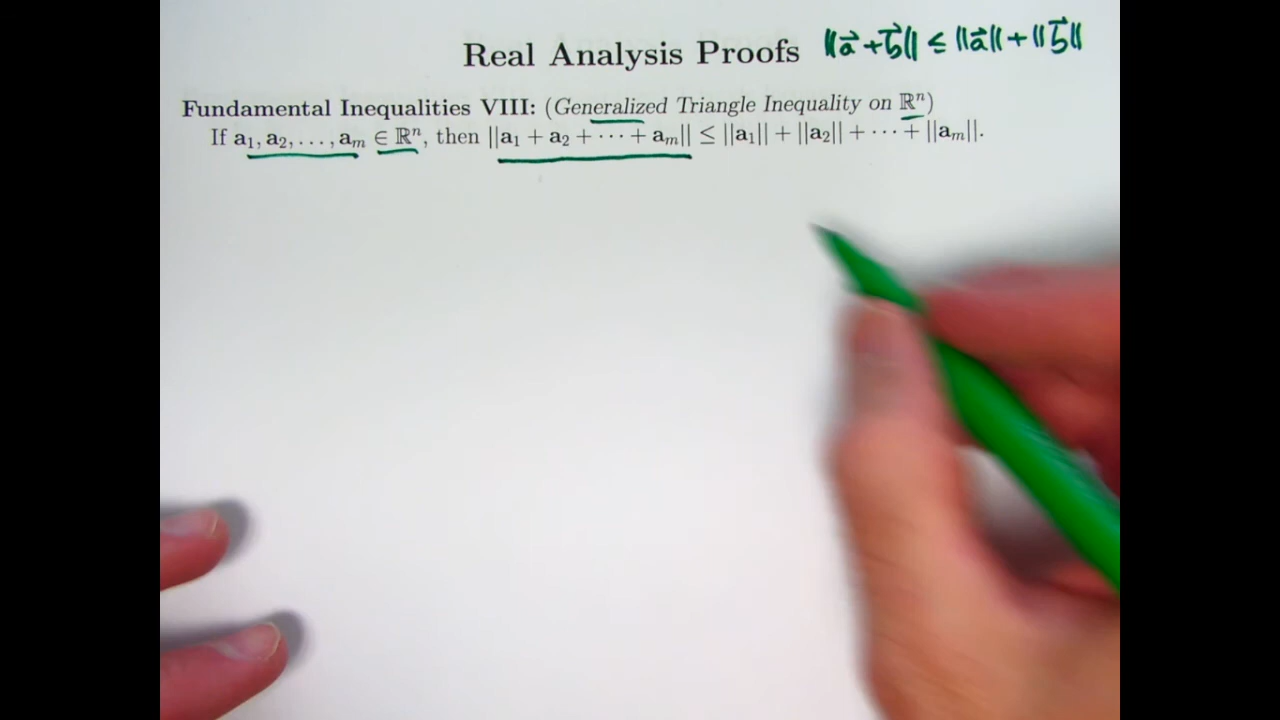 Real Analysis Proofs ||a⃗ + b⃗|| ≤ ||a⃗|| + ||b⃗||
Fundamental Inequalities VIII: (Generalized Triangle Inequality on ℝⁿ)
If a₁, a₂, . . . , aₘ ∈ ℝⁿ, then ||a₁ + a₂ + · · · + aₘ|| ≤ ||a₁|| + ||a₂|| + · · · + ||aₘ||.